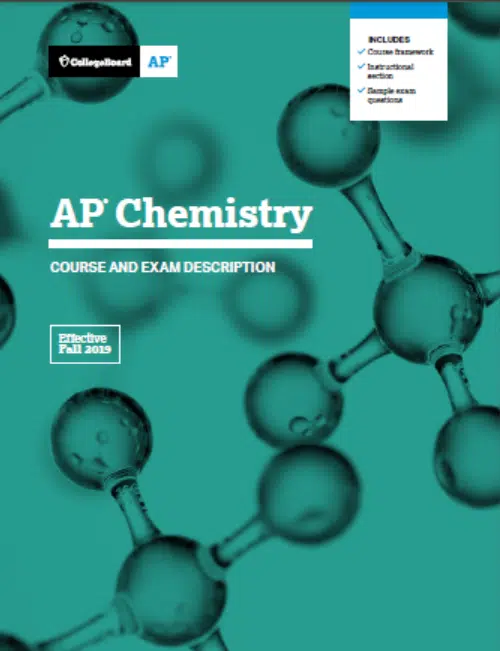 CollegeBoard
AP®
INCLUDES
Course framework
Instructional
section
Sample exam
questions
AP® Chemistry
COURSE AND EXAM DESCRIPTION
Effective
Fall 2019